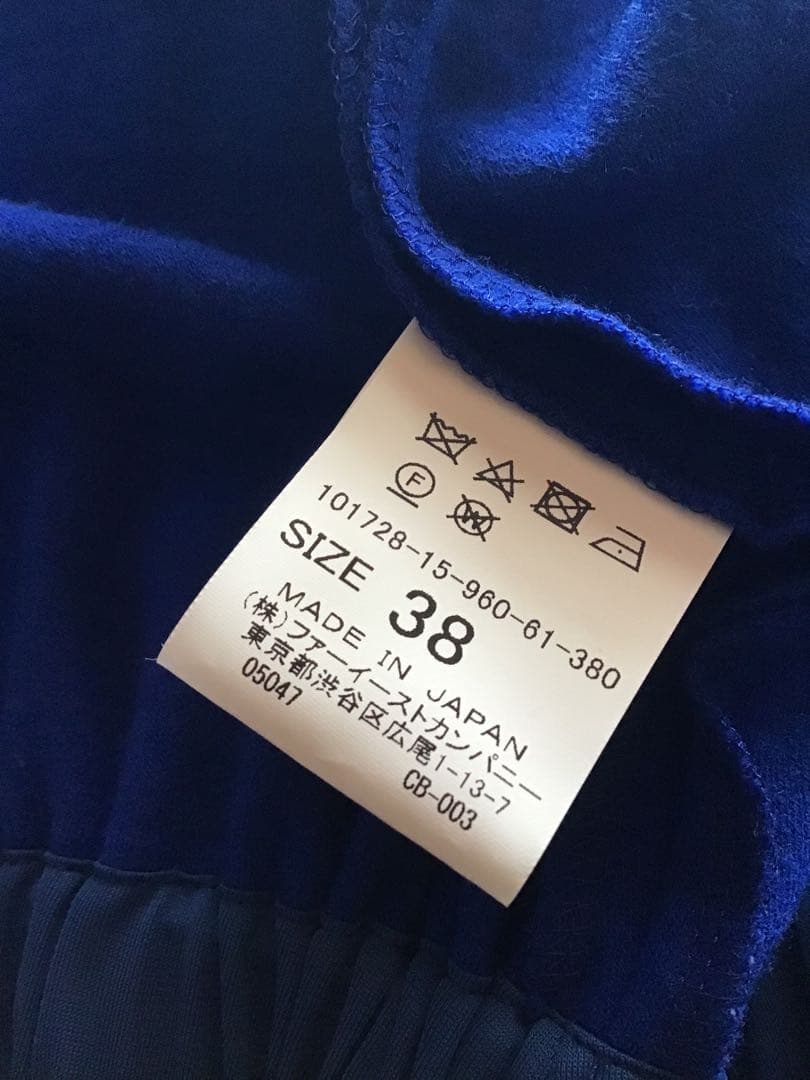 F
W
101728-15-960-61-380
SIZE 38
MADE IN JAPAN
(株)ファーイーストカンパニー
東京都渋谷区広尾1-13-7
05047 CB-003